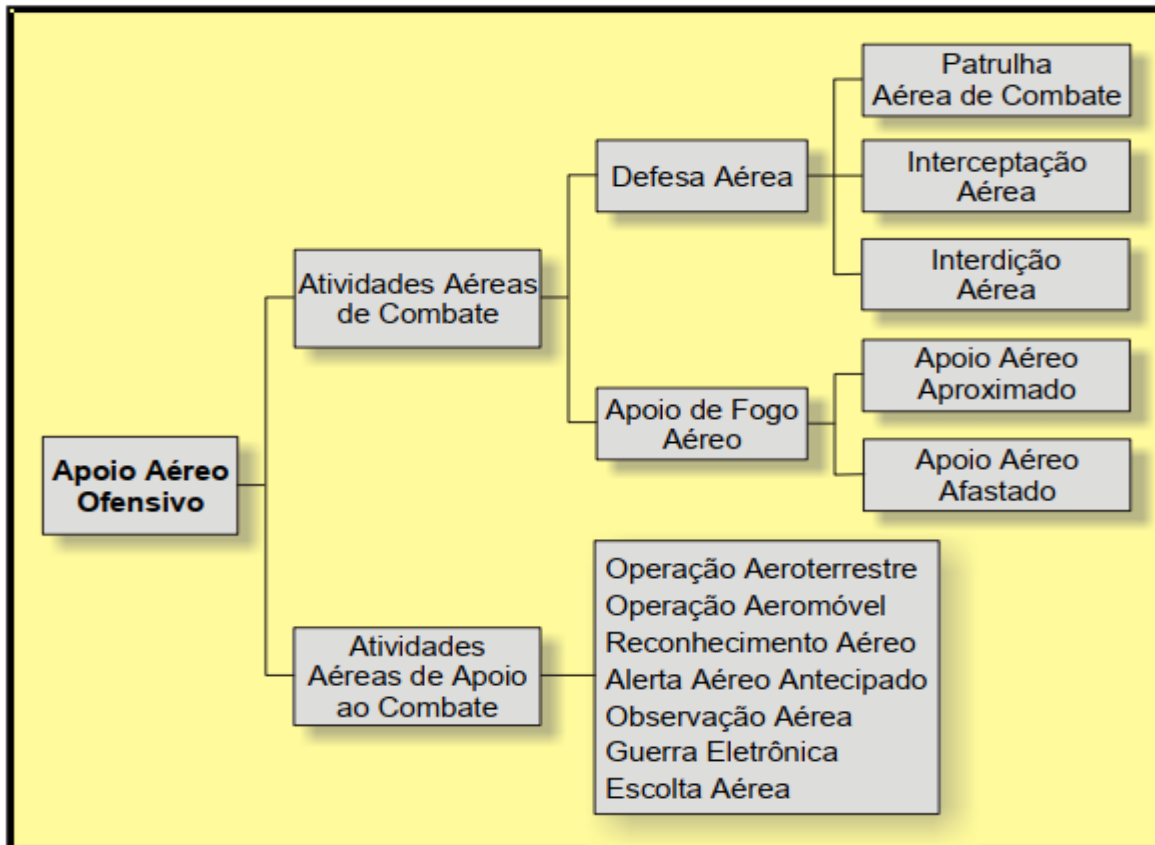 Apoio Aéreo
Ofensivo
Atividades Aéreas
de Combate
Defesa Aérea
Patrulha
Aérea de Combate
Interceptação
Aérea
Interdição
Aérea
Apoio de Fogo
Aéreo
Apoio Aéreo
Aproximado
Apoio Aéreo
Afastado
Atividades
Aéreas de Apoio
ao Combate
Operação Aeroterrestre
Operação Aeromóvel
Reconhecimento Aéreo
Alerta Aéreo Antecipado
Observação Aérea
Guerra Eletrônica
Escolta Aérea